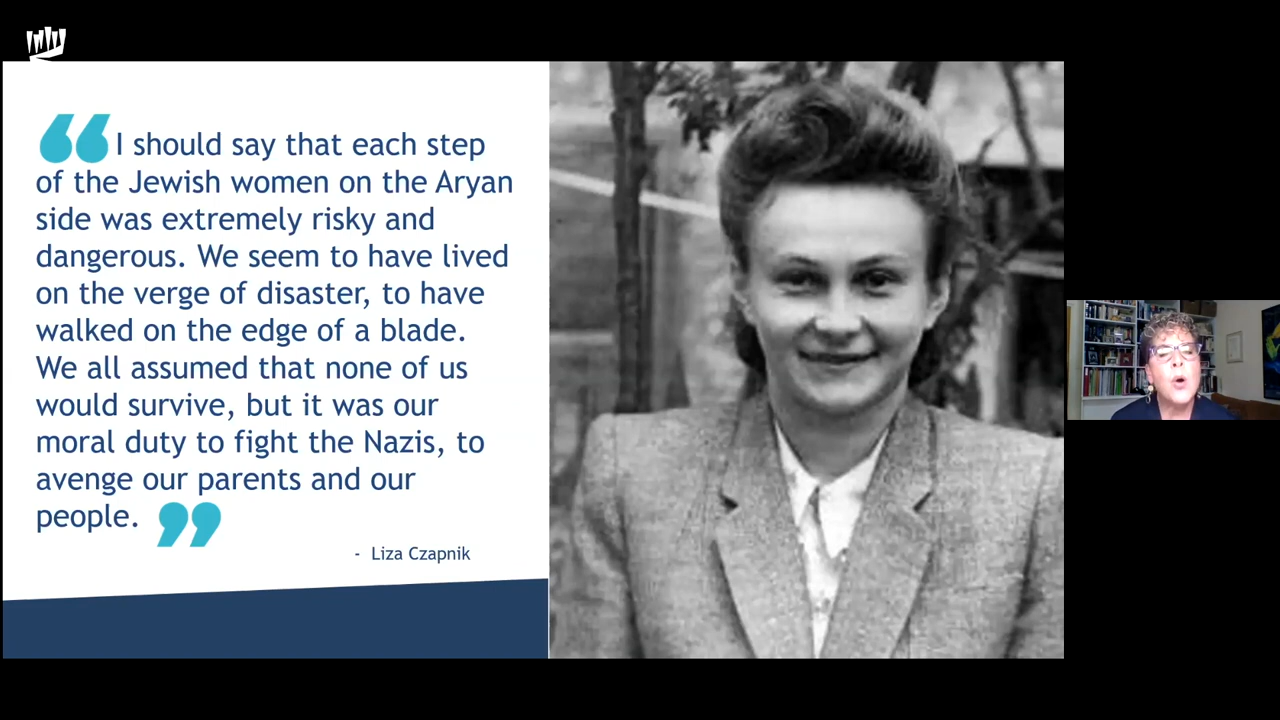 “I should say that each step
of the Jewish women on the Aryan
side was extremely risky and
dangerous. We seem to have lived
on the verge of disaster, to have
walked on the edge of a blade.
We all assumed that none of us
would survive, but it was our
moral duty to fight the Nazis, to
avenge our parents and our
people.”
- Liza Czapnik